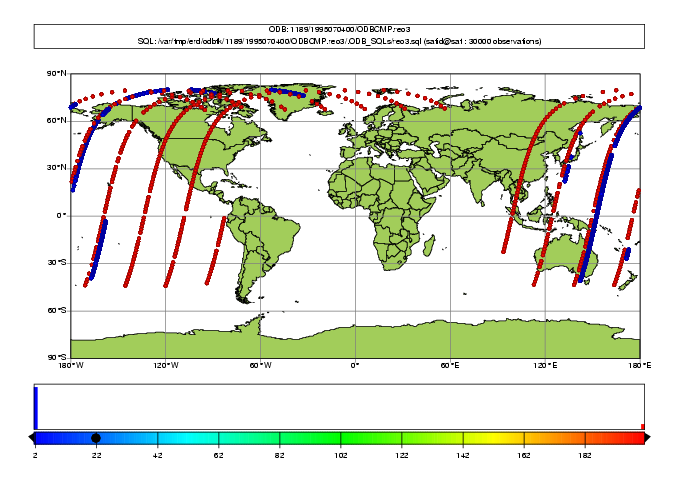 ODB: 1189/1995070400/ODBCMP.reo3
SQL: /var/tmp/erd/odbtk/1189/1995070400/ODBCMP.reo3/.ODB_SQLs/reo3.sql (satid@sat : 30000 observations)
90°N
60°N
30°N
0°
30°S
60°S
90°S
180°W 120°W 60°W 0° 60°E 120°E 180°E
2 22 42 62 82 102 122 142 162 182